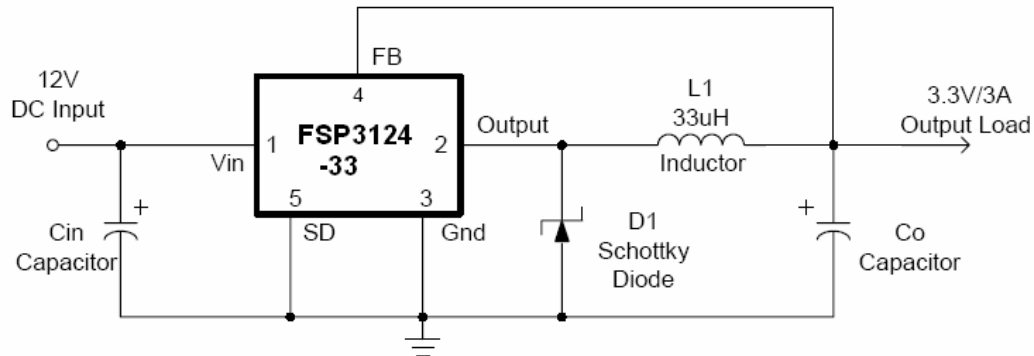 FB
12V
DC Input
4
L1
33uH
3.3V/3A
Output Load
FSP3124
-33
Output
1
2
Vin
Inductor
5
3
SD
Gnd
+
Cin
Capacitor
D1
Schottky
Diode
+
Co
Capacitor